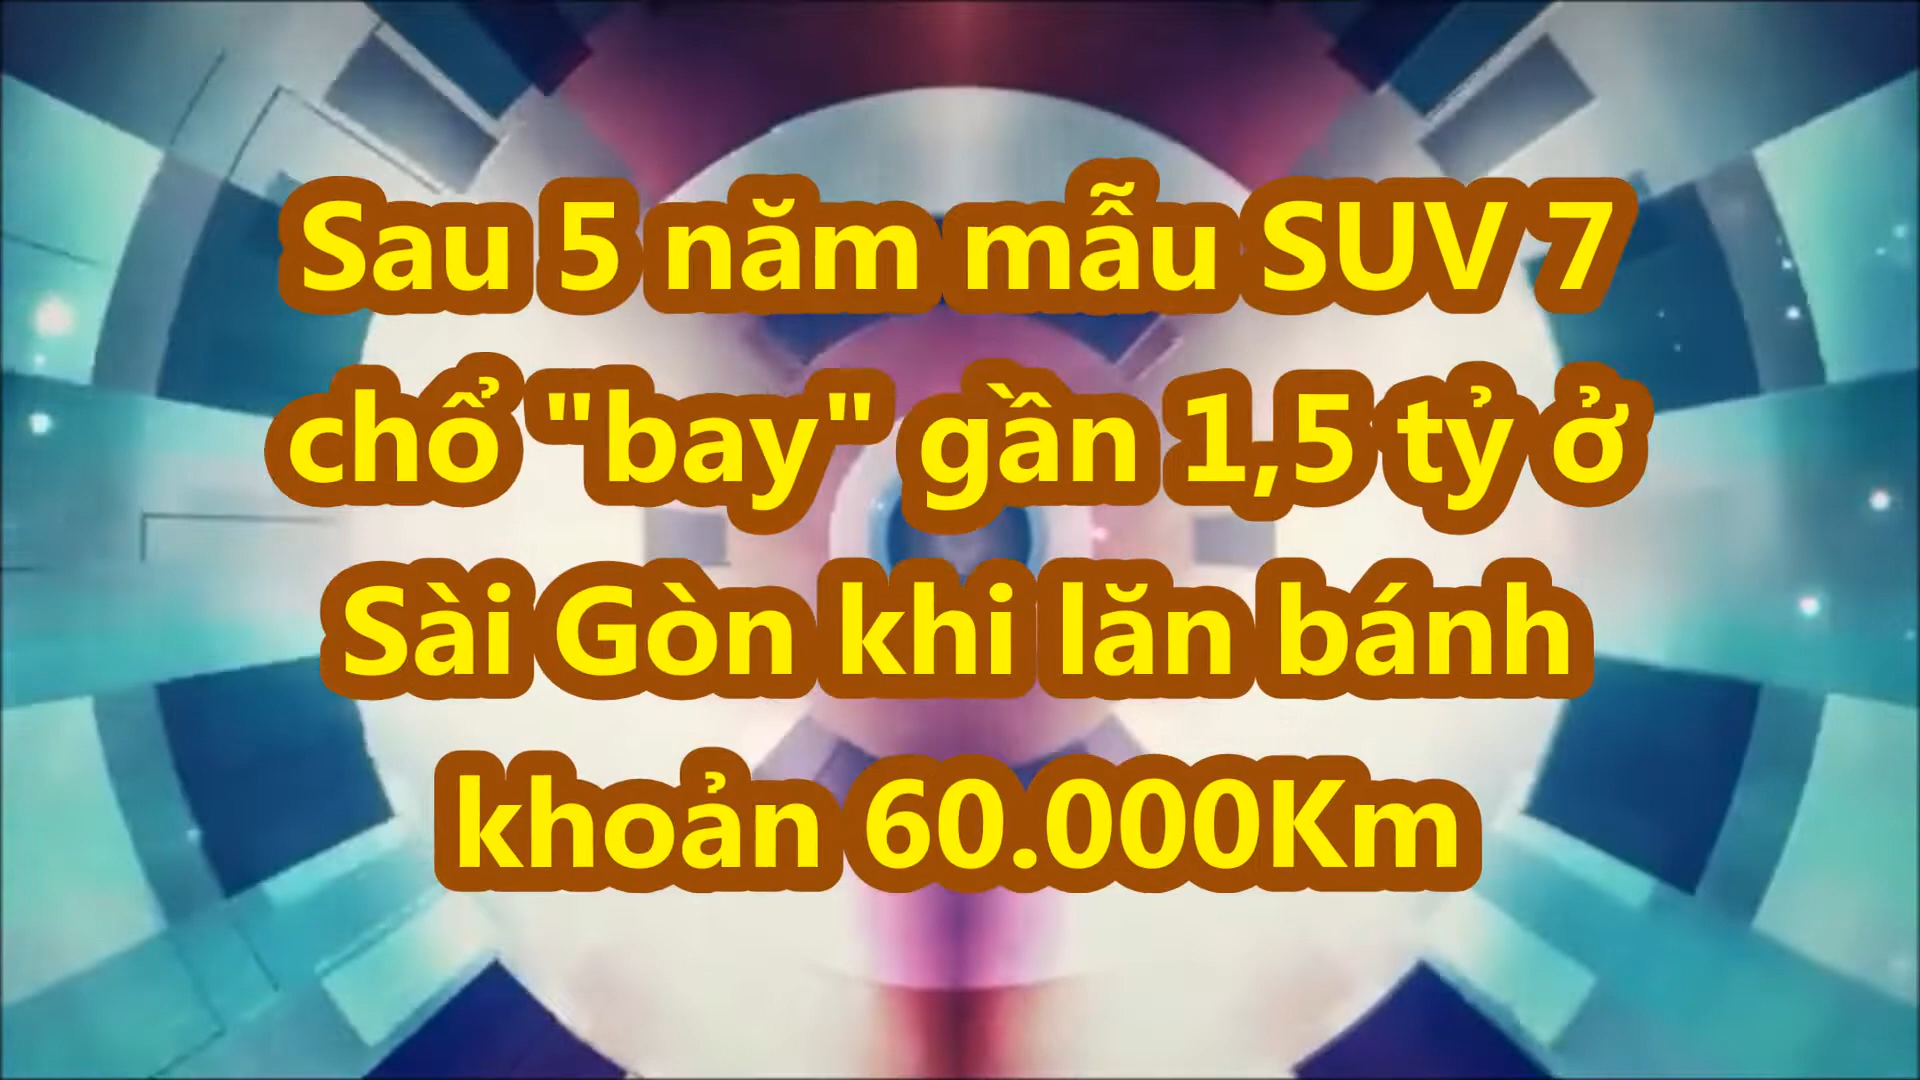 Sau 5 năm mẫu SUV 7
chổ "bay" gần 1,5 tỷ ở
Sài Gòn khi lăn bánh
khoản 60.000Km